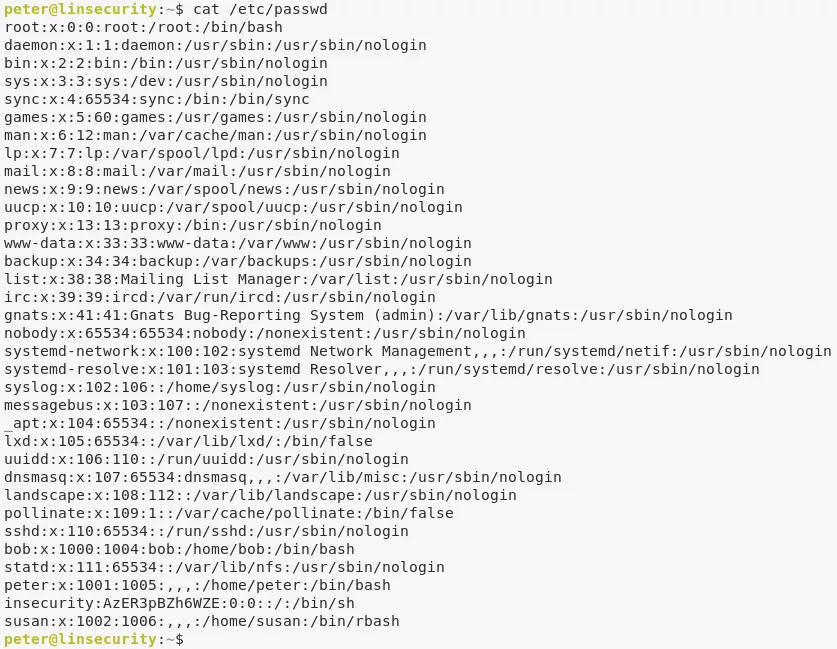 peter@linsecurity:~$ cat /etc/passwd
root:x:0:0:root:/root:/bin/bash
daemon:x:1:1:daemon:/usr/sbin:/usr/sbin/nologin
bin:x:2:2:bin:/bin:/usr/sbin/nologin
sys:x:3:3:sys:/dev:/usr/sbin/nologin
sync:x:4:65534:sync:/bin:/bin/sync
games:x:5:60:games:/usr/games:/usr/sbin/nologin
man:x:6:12:man:/var/cache/man:/usr/sbin/nologin
lp:x:7:7:lp:/var/spool/lpd:/usr/sbin/nologin
mail:x:8:8:mail:/var/mail:/usr/sbin/nologin
news:x:9:9:news:/var/spool/news:/usr/sbin/nologin
uucp:x:10:10:uucp:/var/spool/uucp:/usr/sbin/nologin
proxy:x:13:13:proxy:/bin:/usr/sbin/nologin
www-data:x:33:33:www-data:/var/www:/usr/sbin/nologin
backup:x:34:34:backup:/var/backups:/usr/sbin/nologin
list:x:38:38:Mailing List Manager:/var/list:/usr/sbin/nologin
irc:x:39:39:ircd:/var/run/ircd:/usr/sbin/nologin
gnats:x:41:41:Gnats Bug-Reporting System (admin):/var/lib/gnats:/usr/sbin/nologin
nobody:x:65534:65534:nobody:/nonexistent:/usr/sbin/nologin
systemd-network:x:100:102:systemd Network Management,,,:/run/systemd/netif:/usr/sbin/nologin
systemd-resolve:x:101:103:systemd Resolver,,,:/run/systemd/resolve:/usr/sbin/nologin
syslog:x:102:106::/home/syslog:/usr/sbin/nologin
messagebus:x:103:107::/nonexistent:/usr/sbin/nologin
_apt:x:104:65534::/nonexistent:/usr/sbin/nologin
lxd:x:105:65534::/var/lib/lxd/:/bin/false
uuidd:x:106:110::/run/uuidd:/usr/sbin/nologin
dnsmasq:x:107:65534:dnsmasq,,,:/var/lib/misc:/usr/sbin/nologin
landscape:x:108:112::/var/lib/landscape:/usr/sbin/nologin
pollinate:x:109:1::/var/cache/pollinate:/bin/false
sshd:x:110:65534::/run/sshd:/usr/sbin/nologin
bob:x:1000:1004:bob:/home/bob:/bin/bash
statd:x:111:65534::/var/lib/nfs:/usr/sbin/nologin
peter:x:1001:1005:,,,:/home/peter:/bin/bash
insecurity:AzER3pBZh6WZE:0:0::/:/bin/sh
susan:x:1002:1006:,,,:/home/susan:/bin/rbash
peter@linsecurity:~$